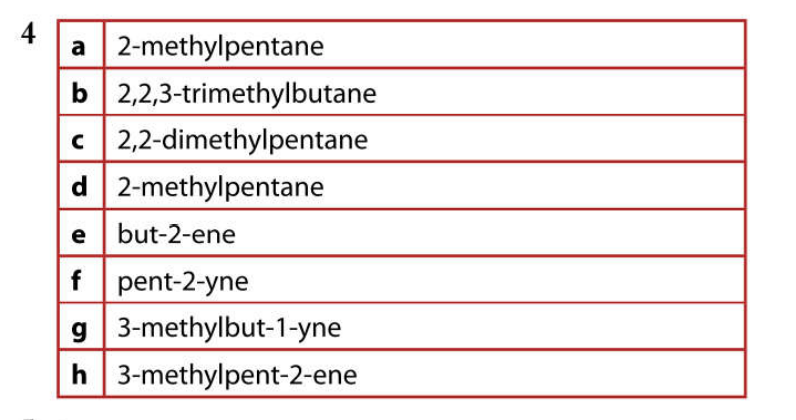 4
a 2-methylpentane
b 2,2,3-trimethylbutane
c 2,2-dimethylpentane
d 2-methylpentane
e but-2-ene
f pent-2-yne
g 3-methylbut-1-yne
h 3-methylpent-2-ene